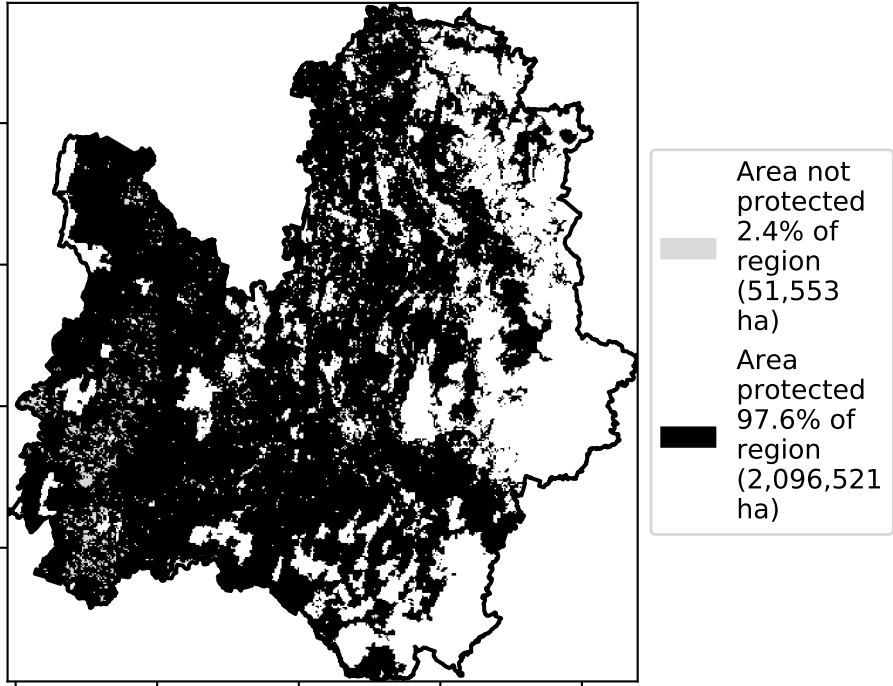 Area not
protected
2.4% of
region
(51,553
ha)
Area
protected
97.6% of
region
(2,096,521
ha)